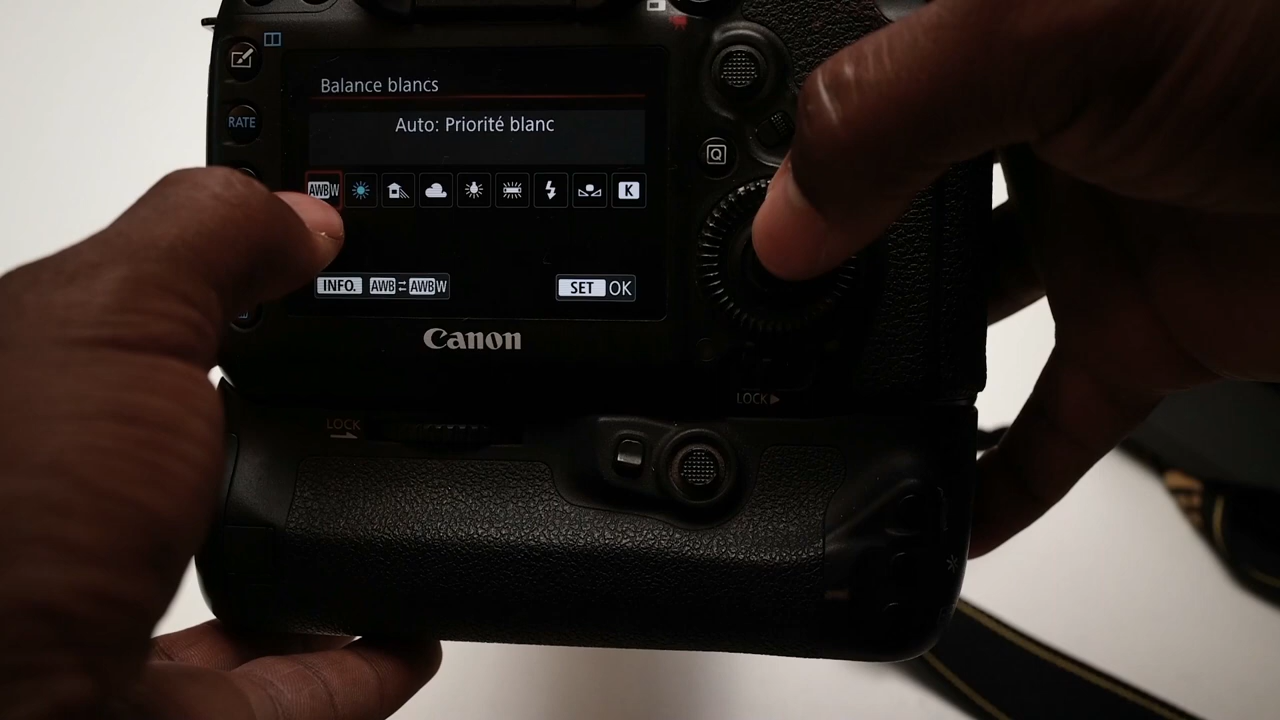 Balance blancs
RATE
Auto: Priorité blanc
Q
AWBW
K
INFO. AWB AWBW
SET OK
Canon
LOCK
LOCK